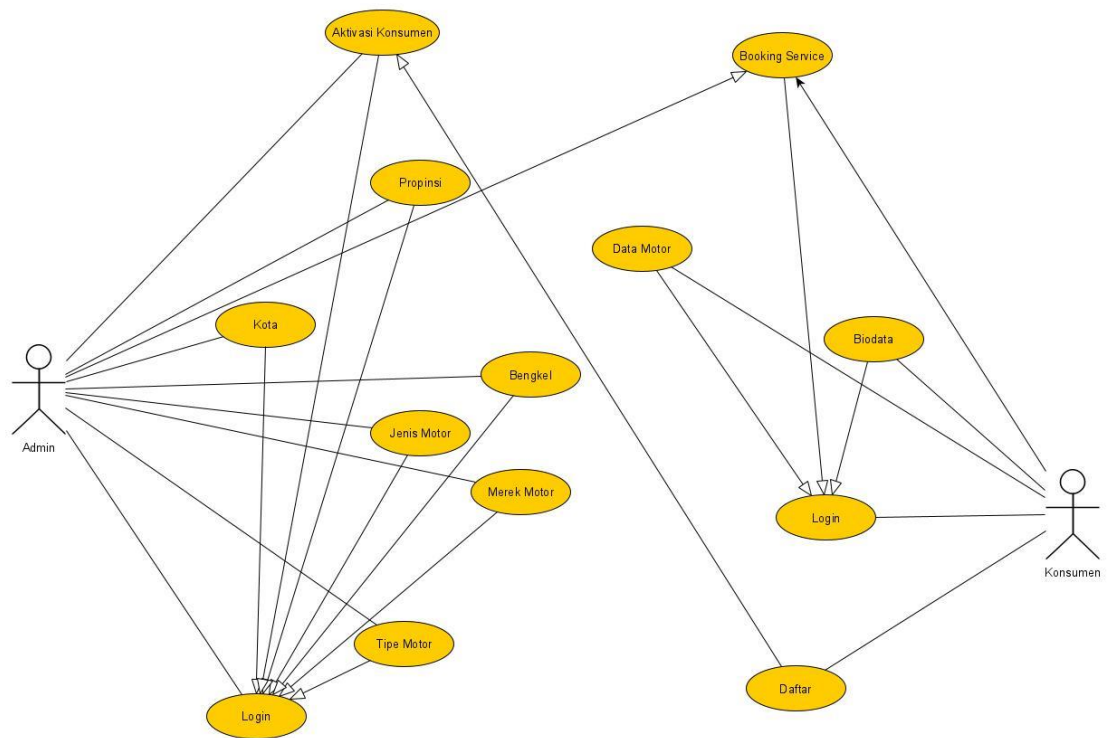 Aktivasi Konsumen
Booking Service
Propinsi
Data Motor
Kota
Biodata
Bengkel
Admin
Jenis Motor
Merek Motor
Login
Konsumen
Tipe Motor
Daftar
Login